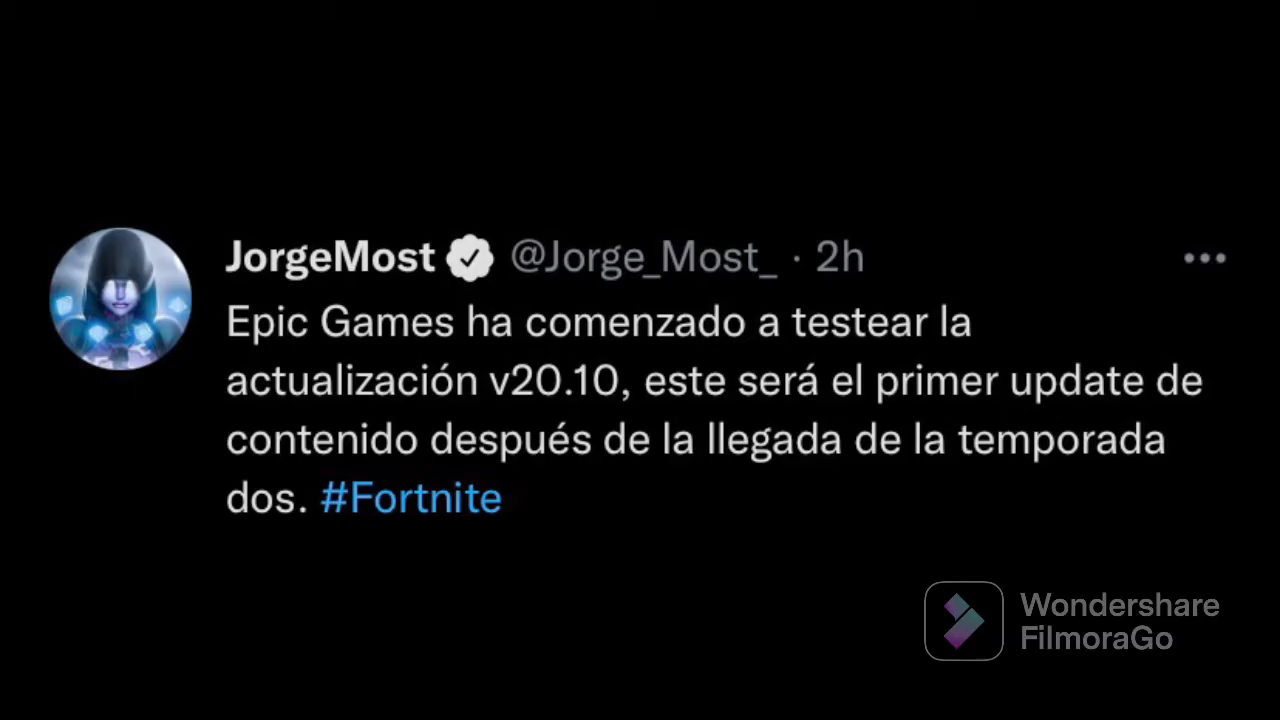 JorgeMost @Jorge_Most_ · 2h
Epic Games ha comenzado a testear la
actualización v20.10, este será el primer update de
contenido después de la llegada de la temporada
dos. #Fortnite
Wondershare
FilmoraGo